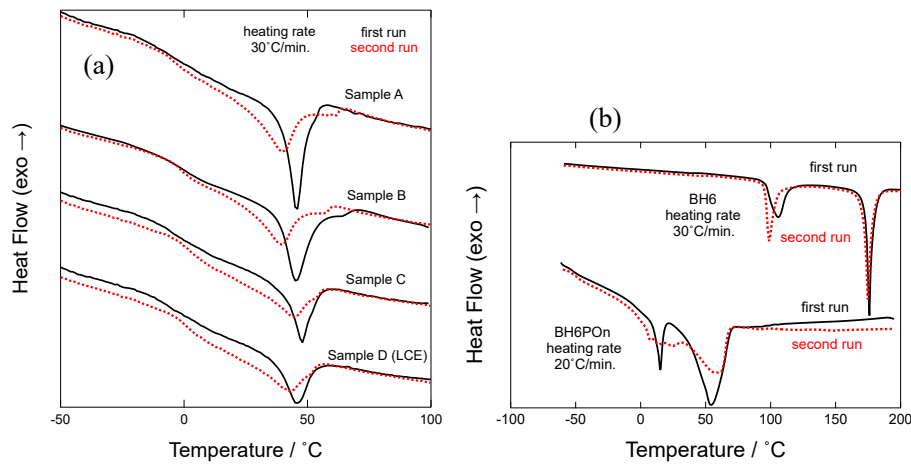 (a)
heating rate
30˚C/min.
first run
second run
Sample A
Sample B
Sample C
Sample D (LCE)
Heat Flow (exo →)
-50
0
50
100
Temperature / ˚C
(b)
first run
BH6
heating rate
30˚C/min.
second run
first run
second run
BH6POn
heating rate
20˚C/min.
Heat Flow (exo →)
-100
-50
0
50
100
150
200
Temperature / ˚C